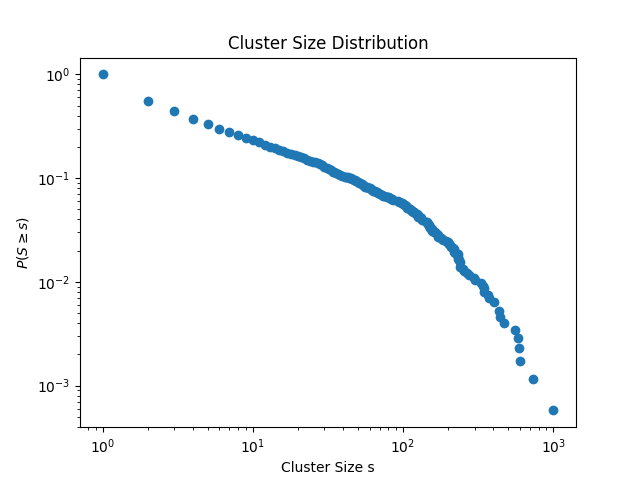 Cluster Size Distribution
P(S ≥ s)
10⁰
10⁻¹
10⁻²
10⁻³
10⁰ 10¹ 10² 10³
Cluster Size s